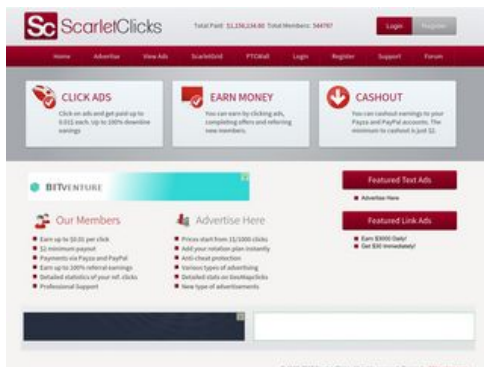 Sc ScarletClicks
Total Paid: $1,156,134.60 Total Members: 544767
Login Register
Home Advertise View Ads ScarletGrid PTCWall Login Register Support Forum
CLICK ADS
Click on ads and get paid up to
0.01$ each. Up to 100% downline
earnings
EARN MONEY
You can earn by clicking ads,
completing offers and referring
new members.
CASHOUT
You can cashout earnings to your
Payza and PayPal accounts. The
minimum to cashout is just $2.
BITVENTURE
Our Members
Earn up to $0.01 per click
$2 minimum payout
Payments via Payza and PayPal
Earn up to 100% referral earnings
Detailed statistics of your ref. clicks
Professional Support
Advertise Here
Prices start from 1$/1000 clicks
Add your rotation plan instantly
Anti-cheat protection
Various types of advertising
Detailed stats on
New type of advertisements
Featured Text Ads
Advertise Here
Featured Link Ads
Earn $3000 Daily!
Get $30 Immediately!